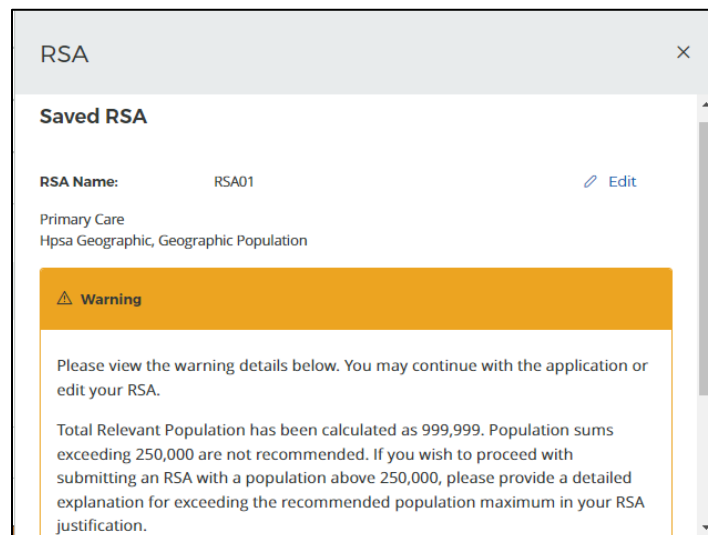 RSA
Saved RSA
RSA Name: RSA01 Edit
Primary Care
Hpsa Geographic, Geographic Population
Warning
Please view the warning details below. You may continue with the application or
edit your RSA.
Total Relevant Population has been calculated as 999,999. Population sums
exceeding 250,000 are not recommended. If you wish to proceed with
submitting an RSA with a population above 250,000, please provide a detailed
explanation for exceeding the recommended population maximum in your RSA
justification.